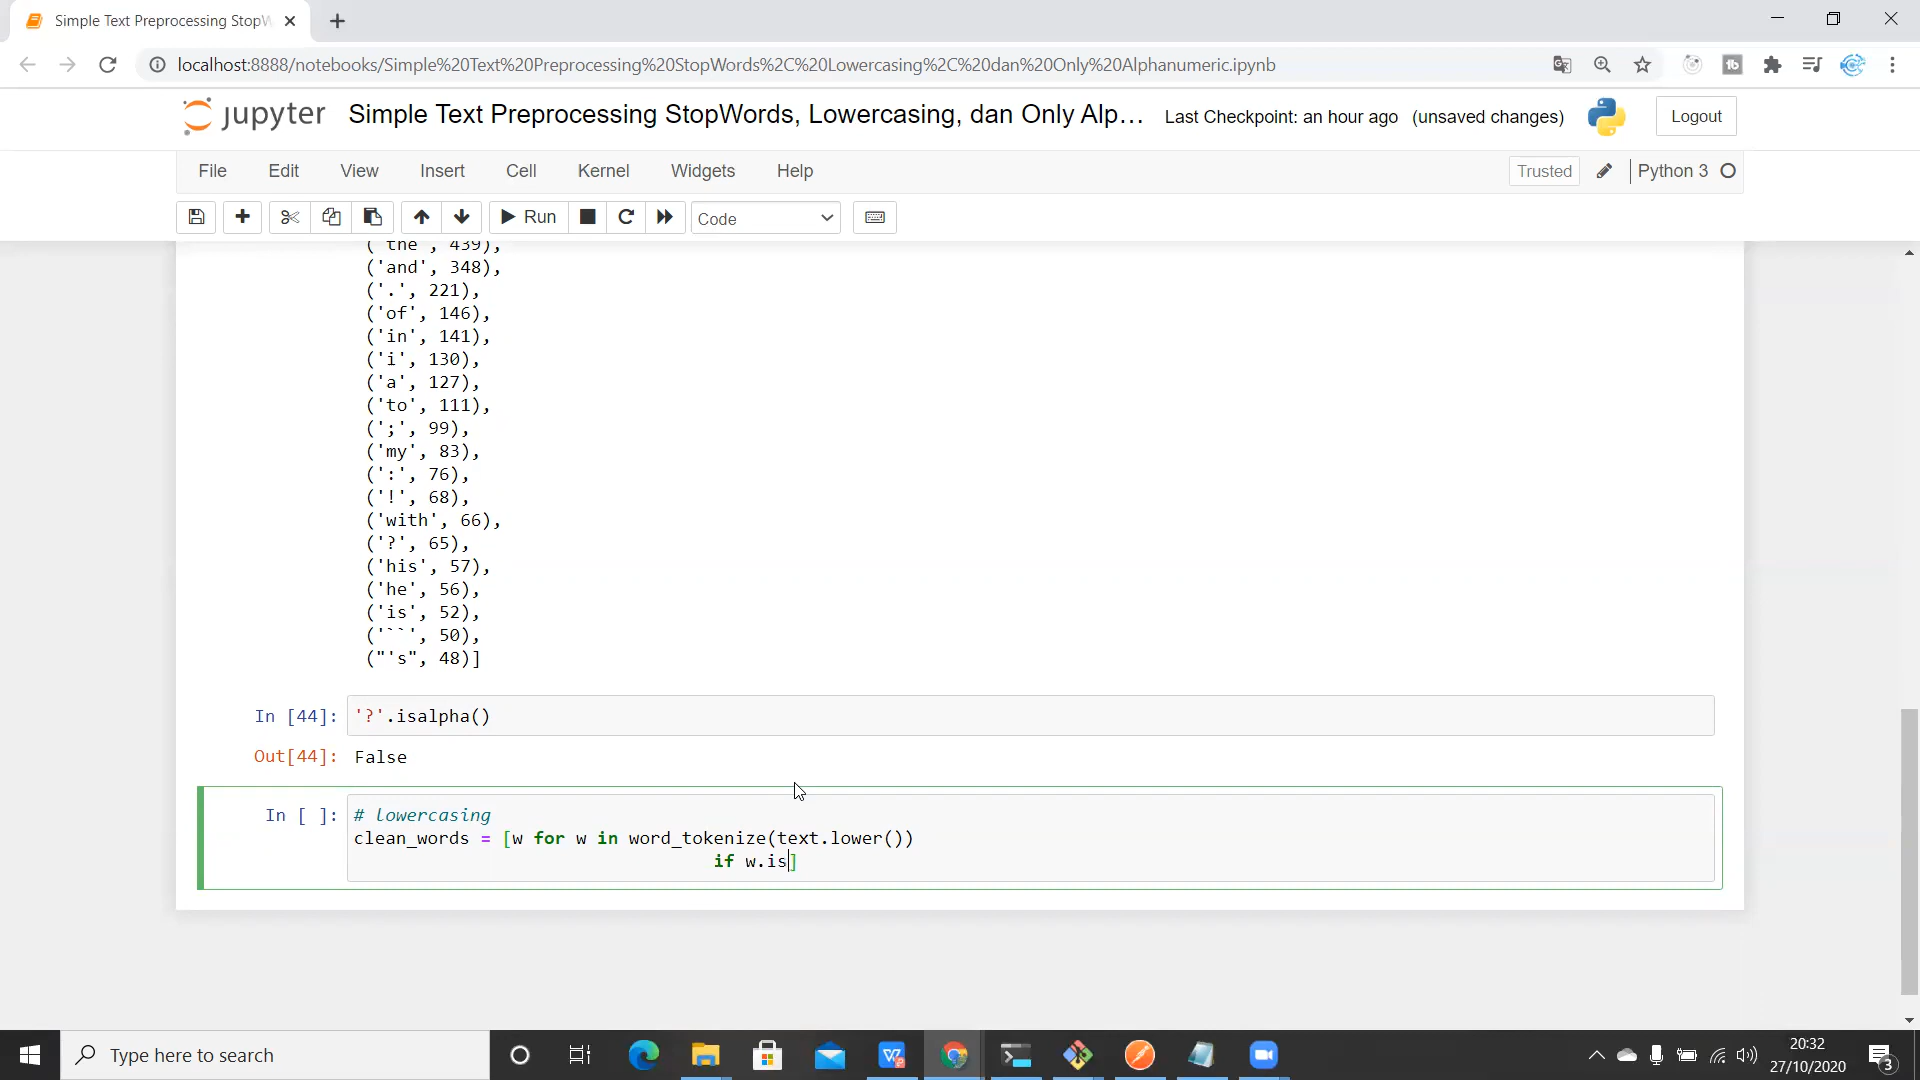 Simple Text Preprocessing StopW
localhost:8888/notebooks/Simple%20Text%20Preprocessing%20StopWords%2C%20Lowercasing%2C%20dan%20Only%20Alphanumeric.ipynb
jupyter Simple Text Preprocessing StopWords, Lowercasing, dan Only Alp... Last Checkpoint: an hour ago (unsaved changes) Logout
File Edit View Insert Cell Kernel Widgets Help Trusted Python 3
Run Code
('the', 439),
('and', 348),
('.', 221),
('of', 146),
('in', 141),
('i', 130),
('a', 127),
('to', 111),
(';', 99),
('my', 83),
(':', 76),
('!', 68),
('with', 66),
('?', 65),
('his', 57),
('he', 56),
('is', 52),
('``', 50),
("'s", 48)]
In [44]: '?'.isalpha()
Out[44]: False
In [ ]: # lowercasing
clean_words = [w for w in word_tokenize(text.lower())
if w.is]
Type here to search
20:32
27/10/2020
3